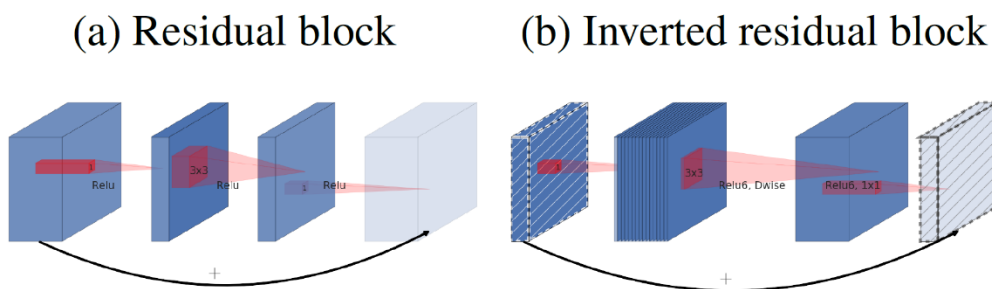 (a) Residual block
(b) Inverted residual block
1
Relu
3x3
Relu
1
Relu
+
1
3x3
Relu6, Dwise
Relu6, 1x1
+